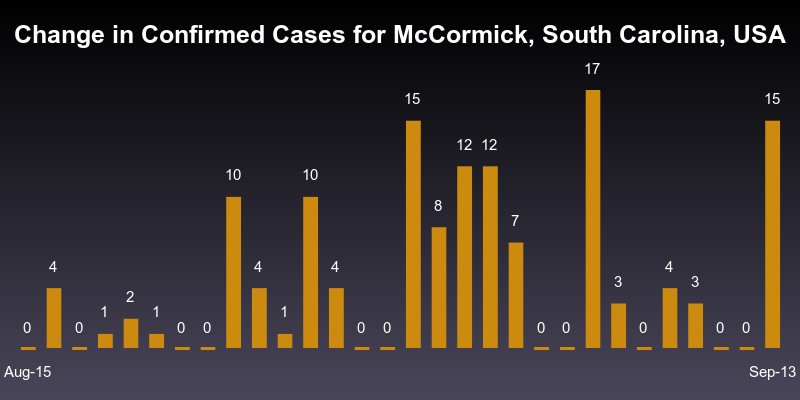 Change in Confirmed Cases for McCormick, South Carolina, USA
0 4 0 1 2 1 0 0 10 4 1 10 4 0 0 15 8 12 12 7 0 0 17 3 0 4 3 0 0 15
Aug-15 Sep-13